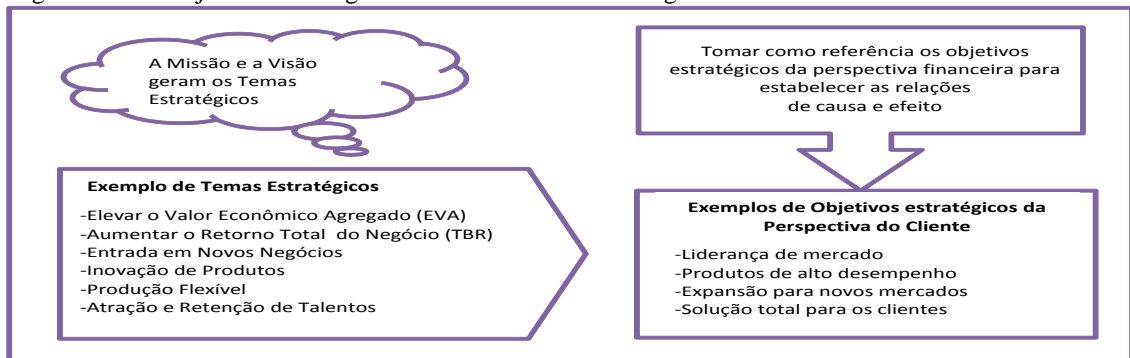 A Missão e a Visão
geram os Temas
Estratégicos
Tomar como referência os objetivos
estratégicos da perspectiva financeira para
estabelecer as relações
de causa e efeito
Exemplo de Temas Estratégicos
-Elevar o Valor Econômico Agregado (EVA)
-Aumentar o Retorno Total do Negócio (TBR)
-Entrada em Novos Negócios
-Inovação de Produtos
-Produção Flexível
-Atração e Retenção de Talentos
Exemplos de Objetivos estratégicos da
Perspectiva do Cliente
-Liderança de mercado
-Produtos de alto desempenho
-Expansão para novos mercados
-Solução total para os clientes